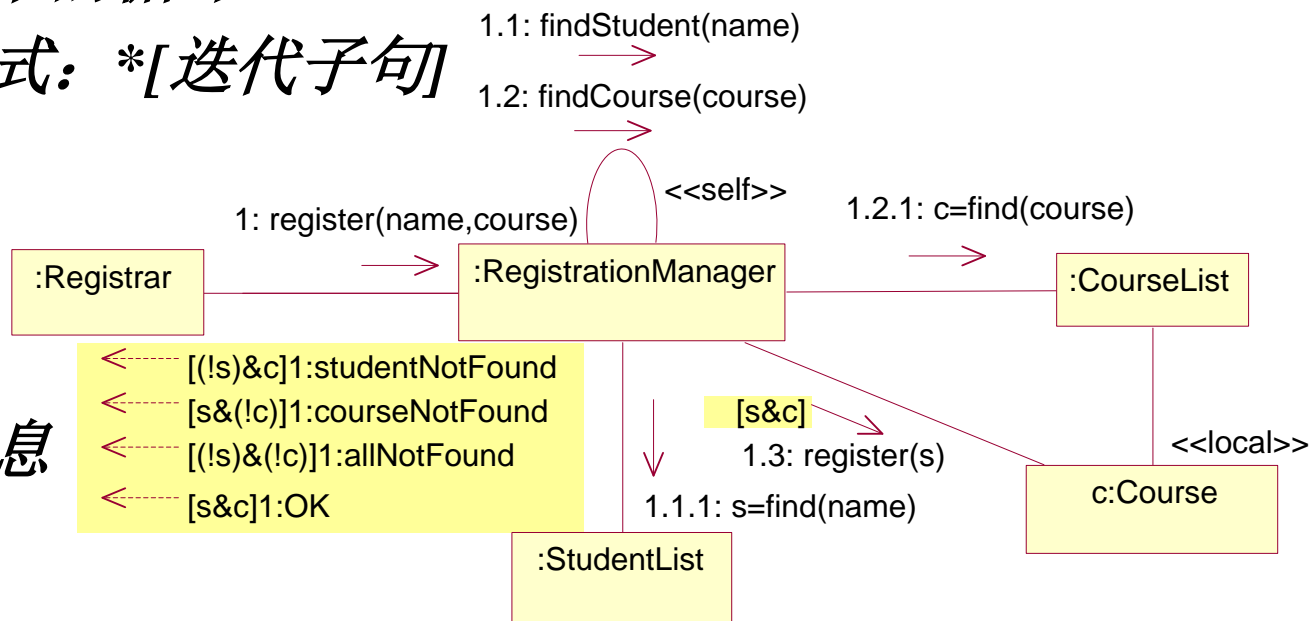 式：*[迭代子句]
1.1: findStudent(name)
1.2: findCourse(course)
<<self>>
1: register(name,course)
1.2.1: c=find(course)
:Registrar
:RegistrationManager
:CourseList
[(!s)&c]1:studentNotFound
[s&(!c)]1:courseNotFound
[(!s)&(!c)]1:allNotFound
[s&c]1:OK
息
[s&c]
1.3: register(s)
<<local>>
1.1.1: s=find(name)
c:Course
:StudentList